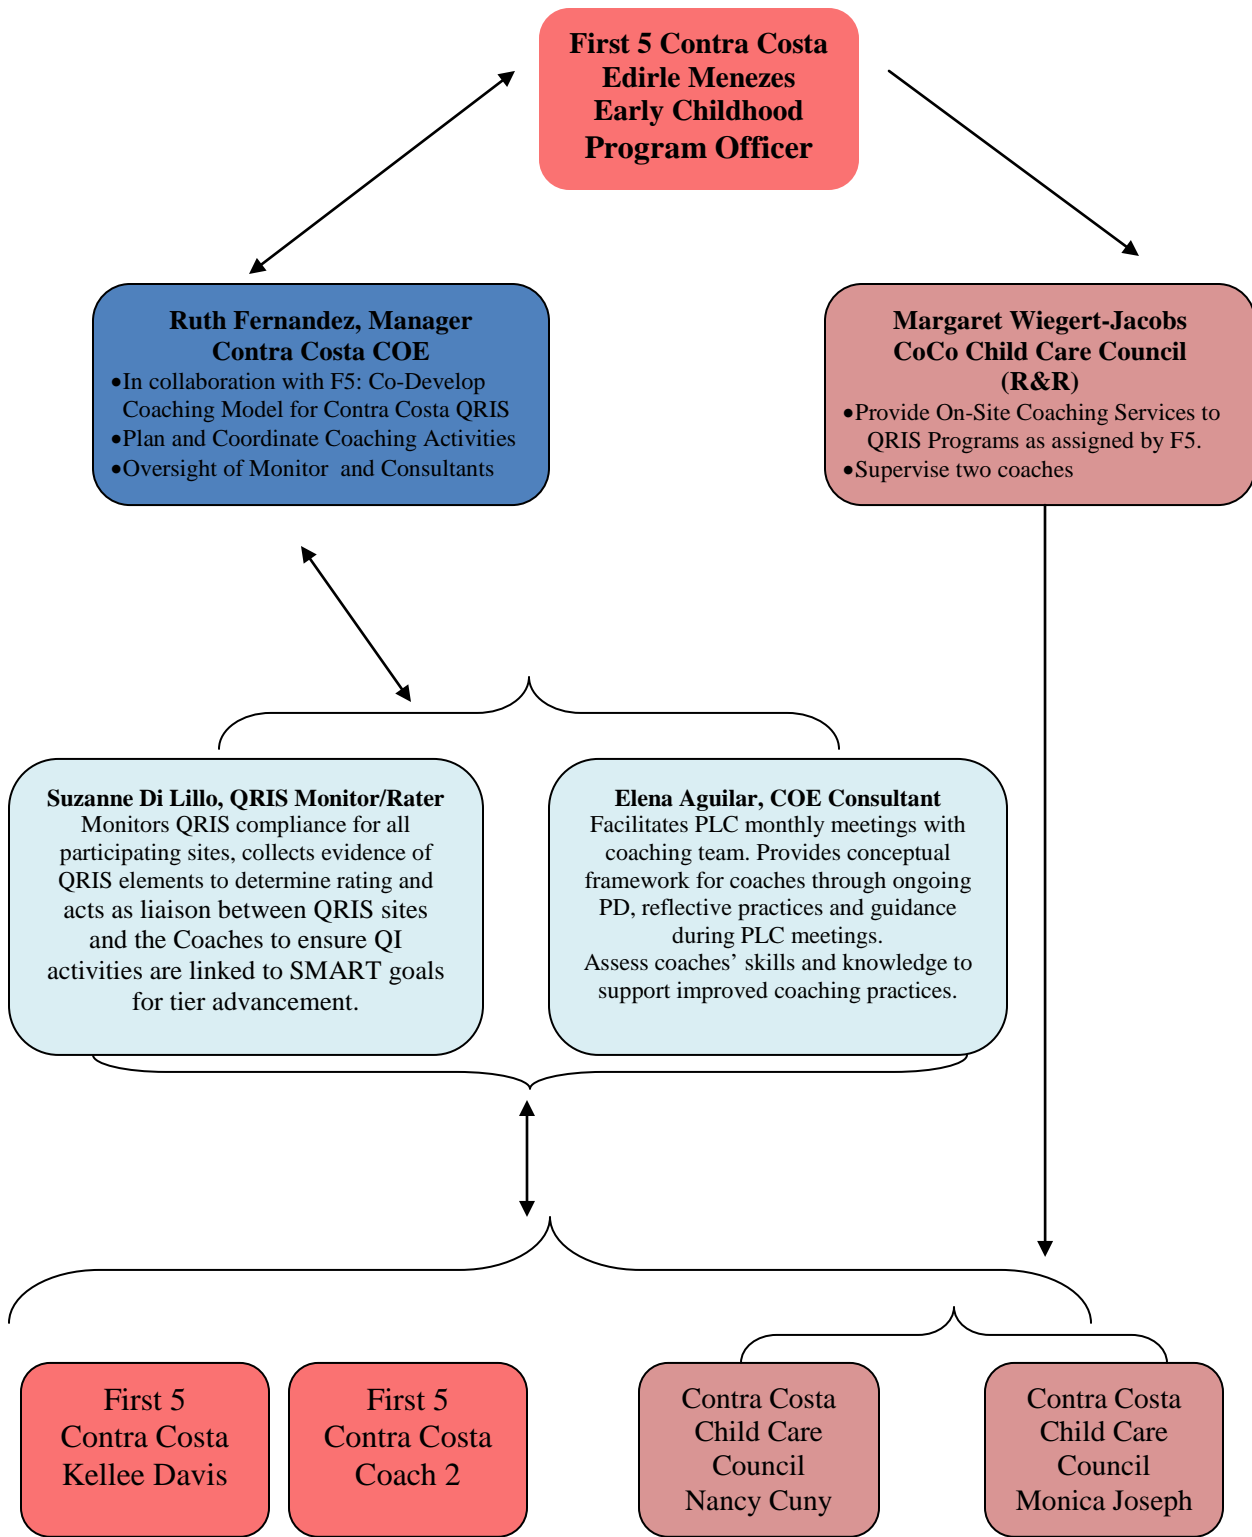 First 5 Contra Costa
Edirle Menezes
Early Childhood
Program Officer
Ruth Fernandez, Manager
Contra Costa COE
•In collaboration with F5: Co-Develop
Coaching Model for Contra Costa QRIS
•Plan and Coordinate Coaching Activities
•Oversight of Monitor and Consultants
Margaret Wiegert-Jacobs
CoCo Child Care Council
(R&R)
•Provide On-Site Coaching Services to
QRIS Programs as assigned by F5.
•Supervise two coaches
Suzanne Di Lillo, QRIS Monitor/Rater
Monitors QRIS compliance for all
participating sites, collects evidence of
QRIS elements to determine rating and
acts as liaison between QRIS sites
and the Coaches to ensure QI
activities are linked to SMART goals
for tier advancement.
Elena Aguilar, COE Consultant
Facilitates PLC monthly meetings with
coaching team. Provides conceptual
framework for coaches through ongoing
PD, reflective practices and guidance
during PLC meetings.
Assess coaches’ skills and knowledge to
support improved coaching practices.
First 5
Contra Costa
Kellee Davis
First 5
Contra Costa
Coach 2
Contra Costa
Child Care
Council
Nancy Cuny
Contra Costa
Child Care
Council
Monica Joseph